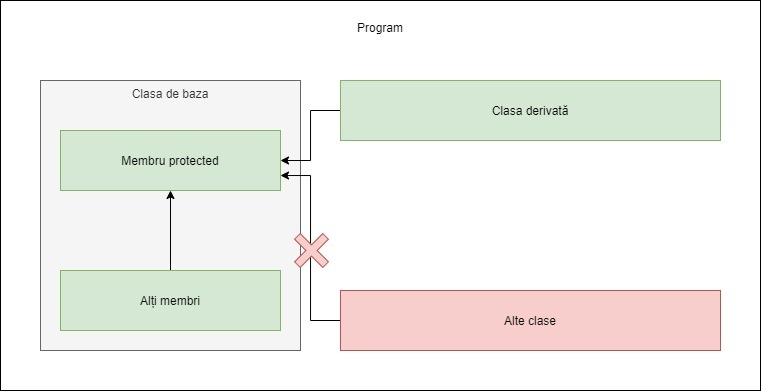 Program
Clasa de baza
Clasa derivată
Membru protected
Alți membri
Alte clase